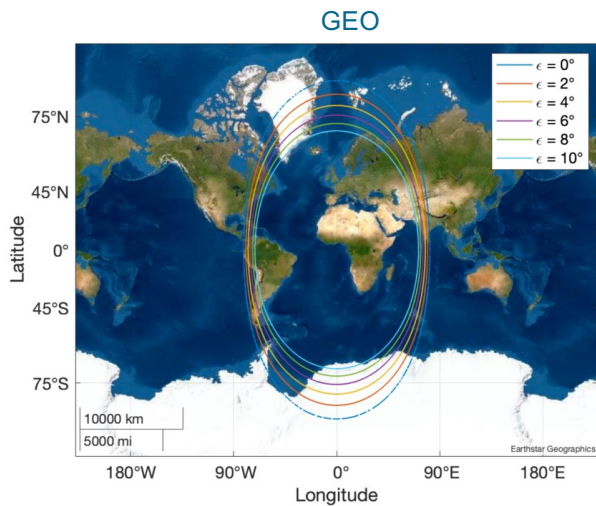 GEO
ϵ = 0°
ϵ = 2°
ϵ = 4°
ϵ = 6°
ϵ = 8°
ϵ = 10°
75°N
45°N
0°
45°S
75°S
Latitude
10000 km
5000 mi
Earthstar Geographics
180°W 90°W 0° 90°E 180°E
Longitude